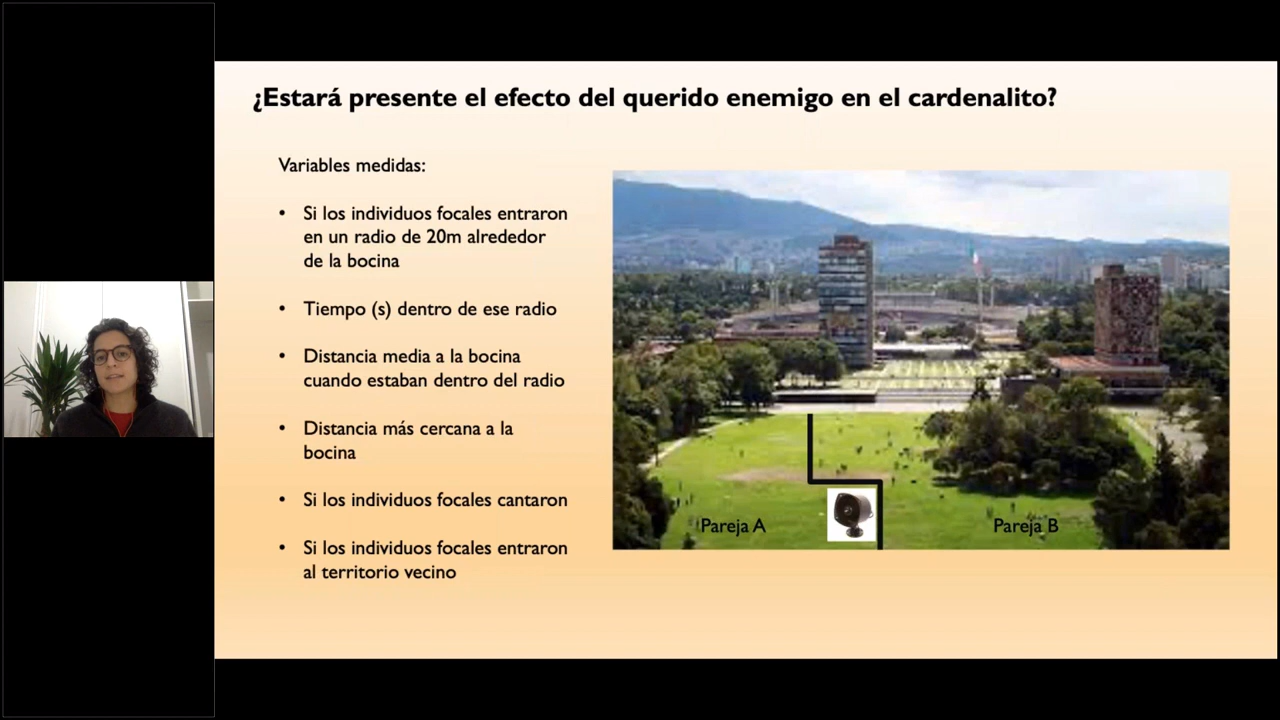 ¿Estará presente el efecto del querido enemigo en el cardenalito?
Variables medidas:
• Si los individuos focales entraron
en un radio de 20m alrededor
de la bocina
• Tiempo (s) dentro de ese radio
• Distancia media a la bocina
cuando estaban dentro del radio
• Distancia más cercana a la
bocina
• Si los individuos focales cantaron
• Si los individuos focales entraron
al territorio vecino
Pareja A
Pareja B